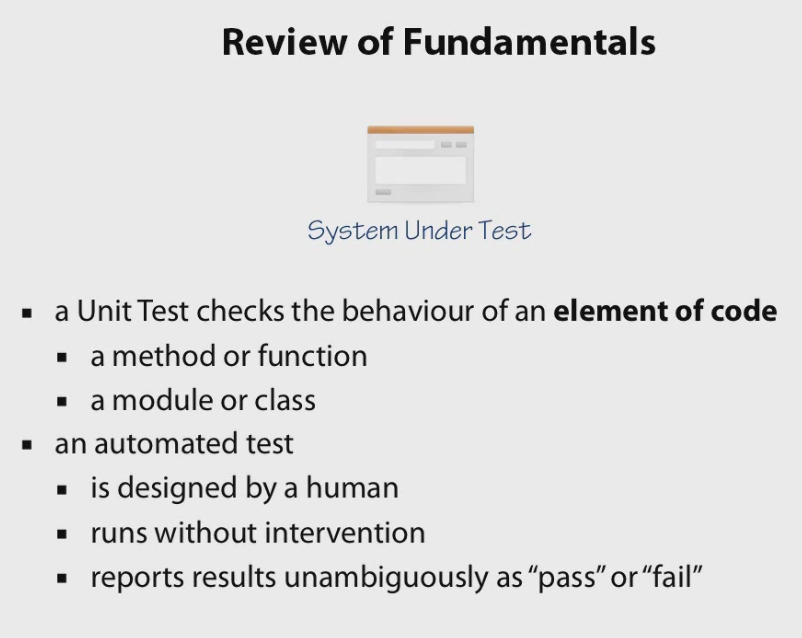 Review of Fundamentals
System Under Test
▪ a Unit Test checks the behaviour of an element of code
▪ a method or function
▪ a module or class
▪ an automated test
▪ is designed by a human
▪ runs without intervention
▪ reports results unambiguously as “pass” or “fail”